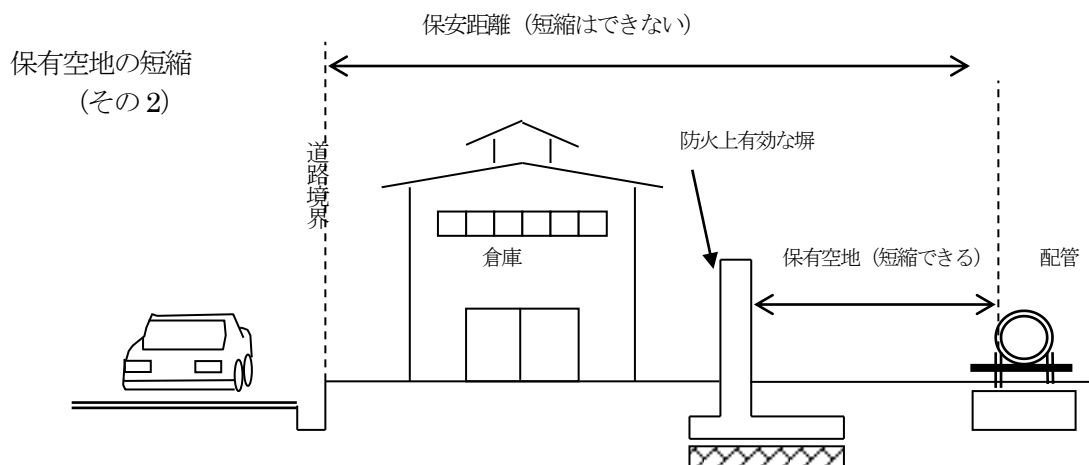 保安距離（短縮はできない）
保有空地の短縮
（その2）
道路境界
防火上有効な塀
倉庫
保有空地（短縮できる）
配管